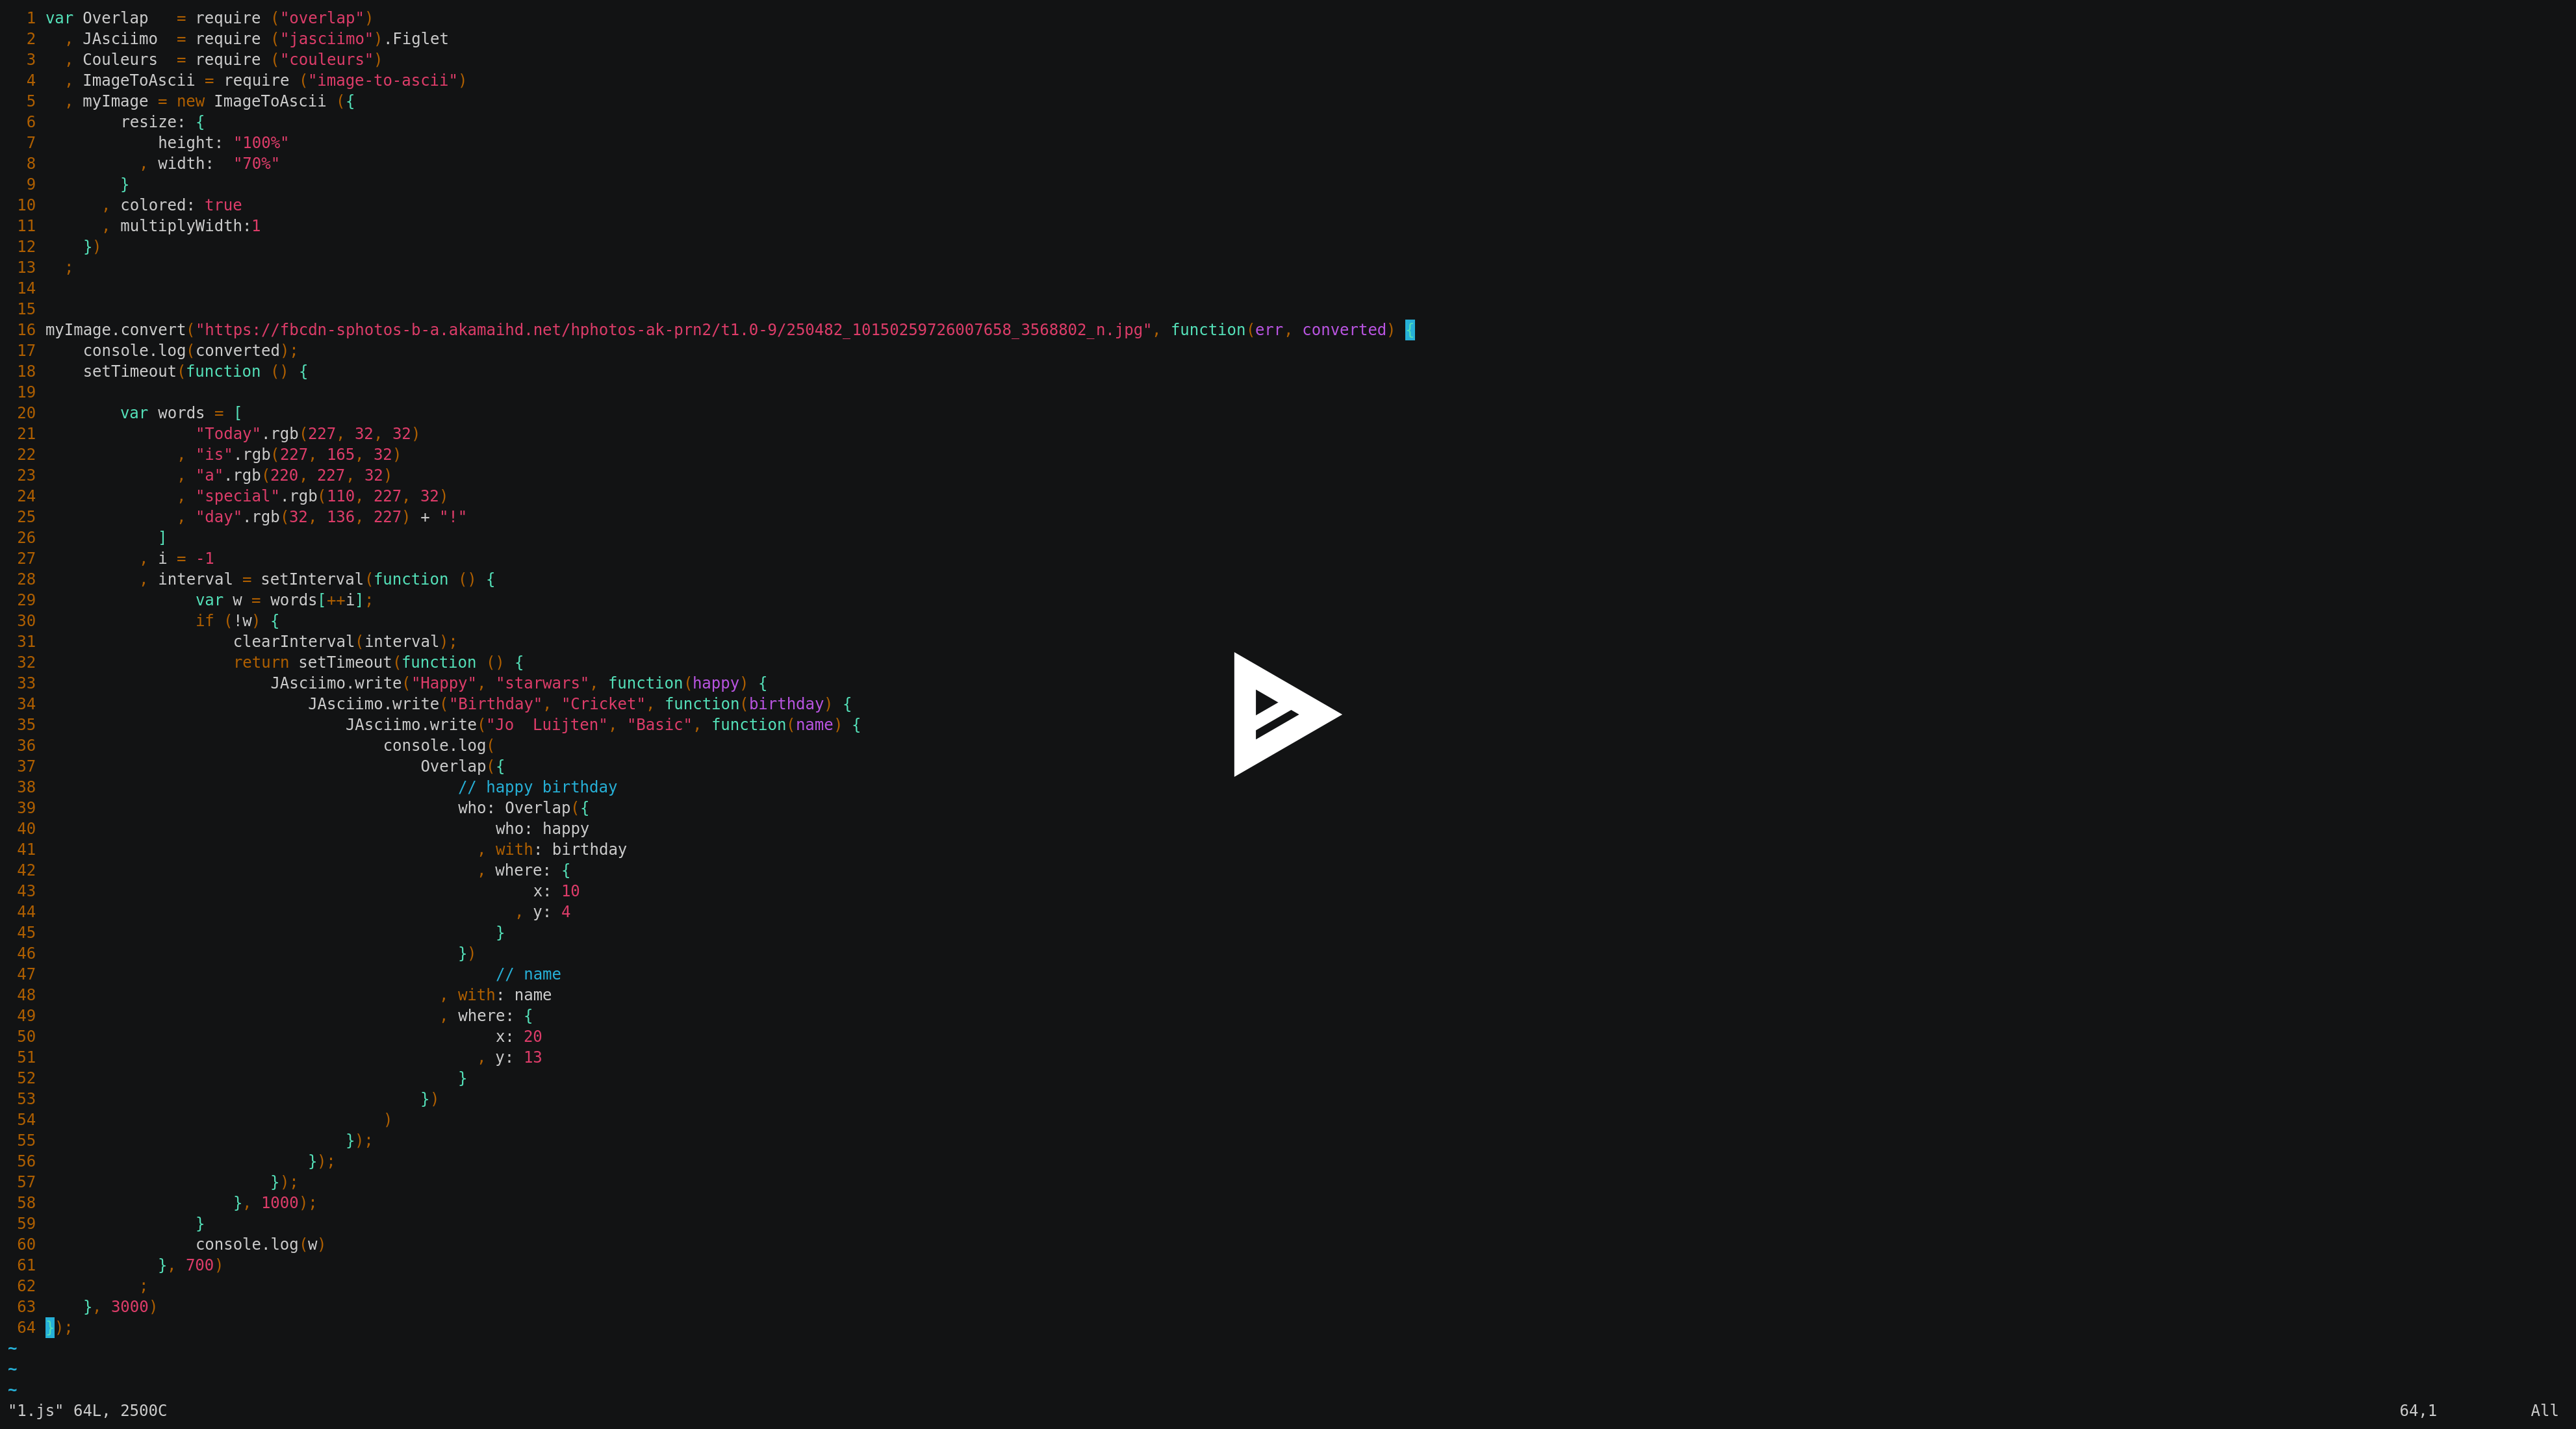 1 var Overlap   = require ("overlap")
2   , JAsciimo  = require ("jasciimo").Figlet
3   , Couleurs  = require ("couleurs")
4   , ImageToAscii = require ("image-to-ascii")
5   , myImage = new ImageToAscii ({
6         resize: {
7             height: "100%"
8           , width:  "70%"
9         }
10       , colored: true
11       , multiplyWidth:1
12     })
13   ;
14
15
16 myImage.convert("https://fbcdn-sphotos-b-a.akamaihd.net/hphotos-ak-prn2/t1.0-9/250482_10150259726007658_3568802_n.jpg", function(err, converted) {
17     console.log(converted);
18     setTimeout(function () {
19
20         var words = [
21                 "Today".rgb(227, 32, 32)
22               , "is".rgb(227, 165, 32)
23               , "a".rgb(220, 227, 32)
24               , "special".rgb(110, 227, 32)
25               , "day".rgb(32, 136, 227) + "!"
26             ]
27           , i = -1
28           , interval = setInterval(function () {
29                 var w = words[++i];
30                 if (!w) {
31                     clearInterval(interval);
32                     return setTimeout(function () {
33                         JAsciimo.write("Happy", "starwars", function(happy) {
34                             JAsciimo.write("Birthday", "Cricket", function(birthday) {
35                                 JAsciimo.write("Jo  Luijten", "Basic", function(name) {
36                                     console.log(
37                                         Overlap({
38                                             // happy birthday
39                                             who: Overlap({
40                                                 who: happy
41                                               , with: birthday
42                                               , where: {
43                                                     x: 10
44                                                   , y: 4
45                                                 }
46                                             })
47                                                 // name
48                                           , with: name
49                                           , where: {
50                                                 x: 20
51                                               , y: 13
52                                             }
53                                         })
54                                     )
55                                 });
56                             });
57                         });
58                     }, 1000);
59                 }
60                 console.log(w)
61             }, 700)
62           ;
63     }, 3000)
64 });
~
~
~
"1.js" 64L, 2500C 64,1 All